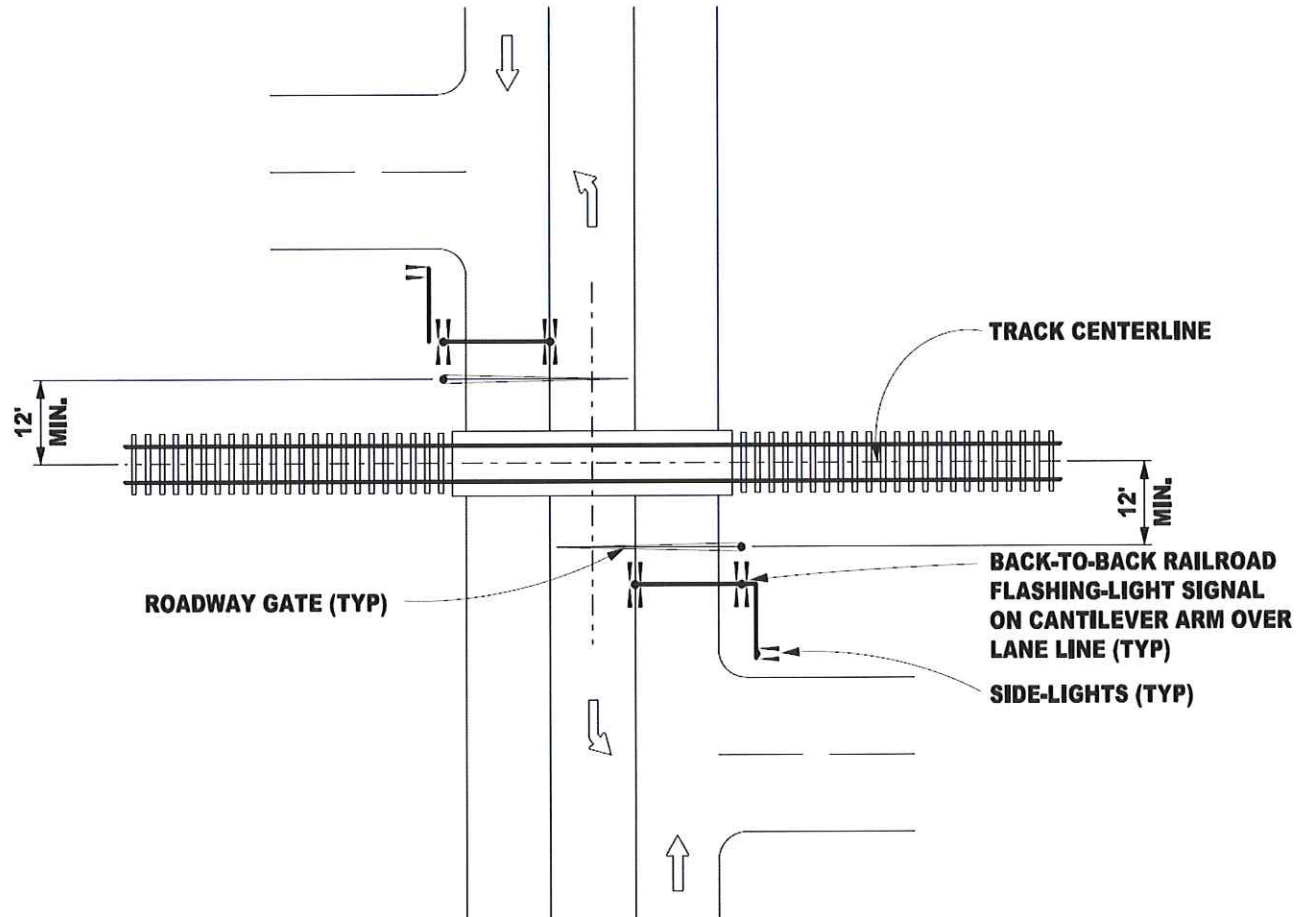 TRACK CENTERLINE
12'
MIN.
12'
MIN.
ROADWAY GATE (TYP)
BACK-TO-BACK RAILROAD
FLASHING-LIGHT SIGNAL
ON CANTILEVER ARM OVER
LANE LINE (TYP)
SIDE-LIGHTS (TYP)